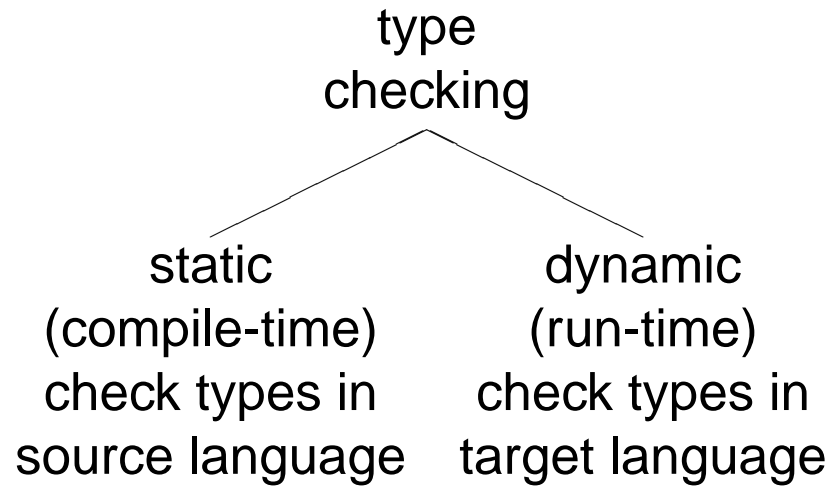 type
checking
static
(compile-time)
check types in
source language
dynamic
(run-time)
check types in
target language